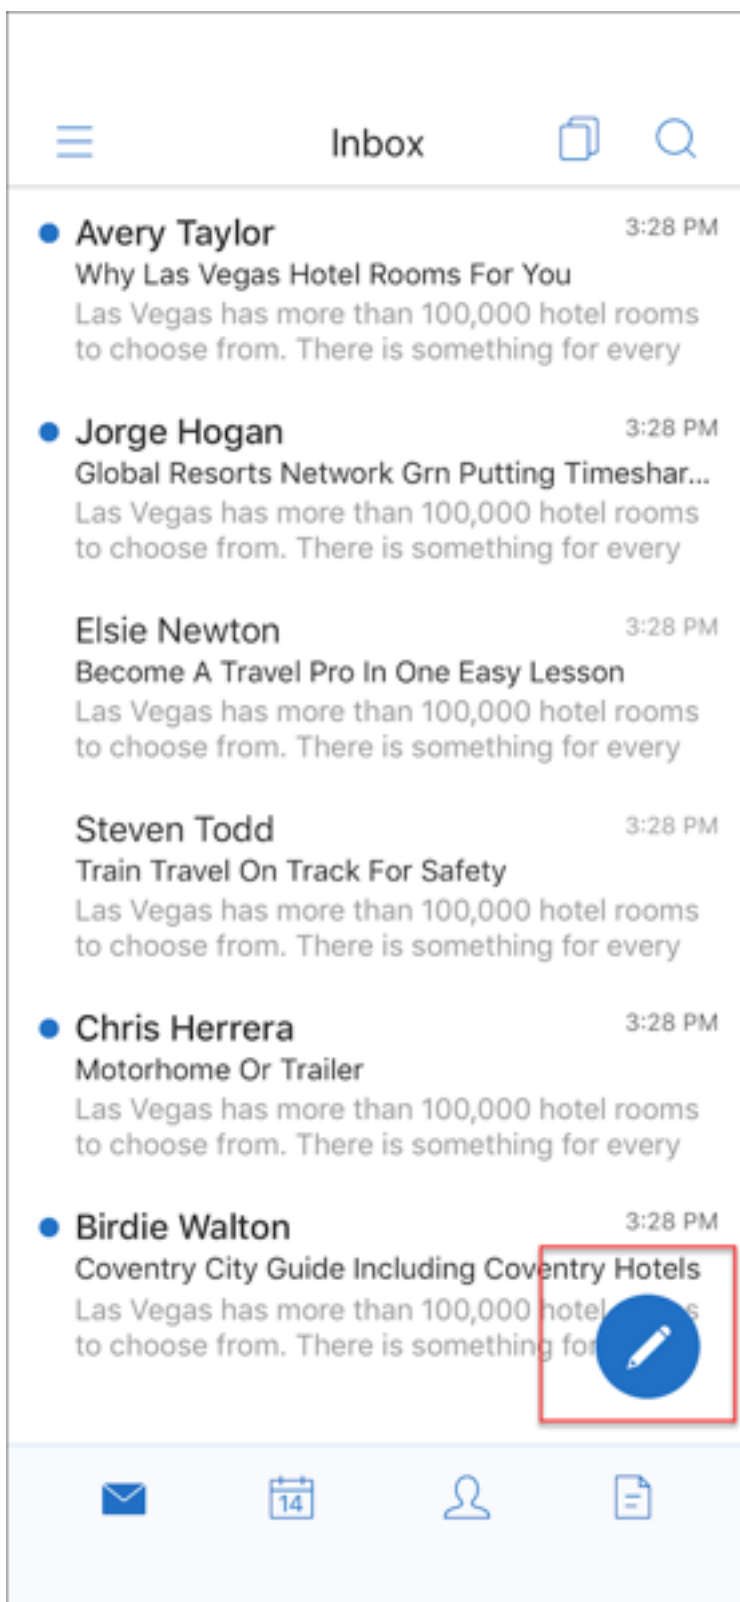 Inbox
Avery Taylor 3:28 PM
Why Las Vegas Hotel Rooms For You
Las Vegas has more than 100,000 hotel rooms
to choose from. There is something for every
Jorge Hogan 3:28 PM
Global Resorts Network Grn Putting Timeshar...
Las Vegas has more than 100,000 hotel rooms
to choose from. There is something for every
Elsie Newton 3:28 PM
Become A Travel Pro In One Easy Lesson
Las Vegas has more than 100,000 hotel rooms
to choose from. There is something for every
Steven Todd 3:28 PM
Train Travel On Track For Safety
Las Vegas has more than 100,000 hotel rooms
to choose from. There is something for every
Chris Herrera 3:28 PM
Motorhome Or Trailer
Las Vegas has more than 100,000 hotel rooms
to choose from. There is something for every
Birdie Walton 3:28 PM
Coventry City Guide Including Coventry Hotels
Las Vegas has more than 100,000 hotel
to choose from. There is something for
14